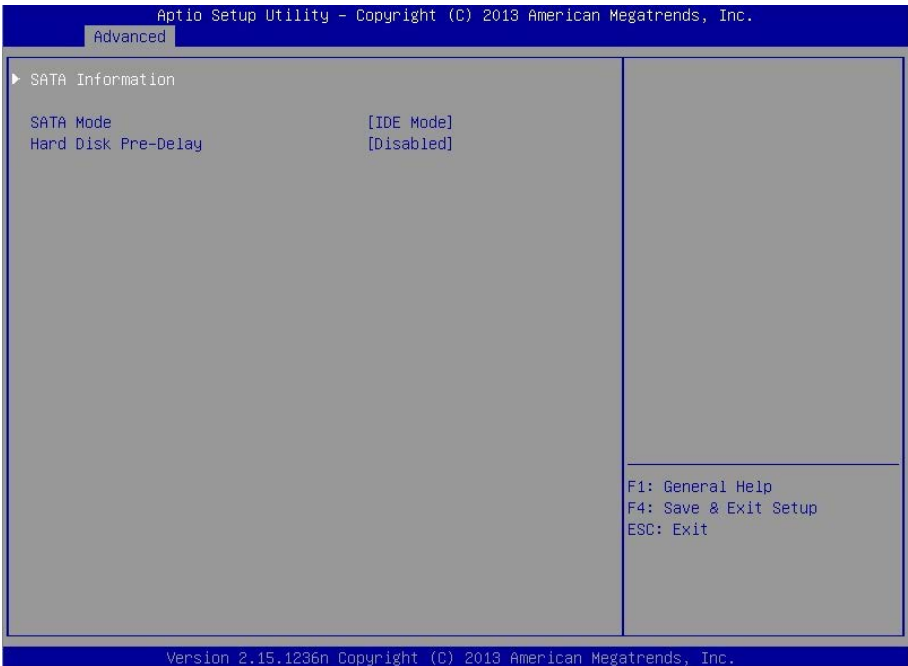 Aptio Setup Utility – Copyright (C) 2013 American Megatrends, Inc.
Advanced
SATA Information
SATA Mode [IDE Mode]
Hard Disk Pre-Delay [Disabled]
F1: General Help
F4: Save & Exit Setup
ESC: Exit
Version 2.15.1236n Copyright (C) 2013 American Megatrends, Inc.